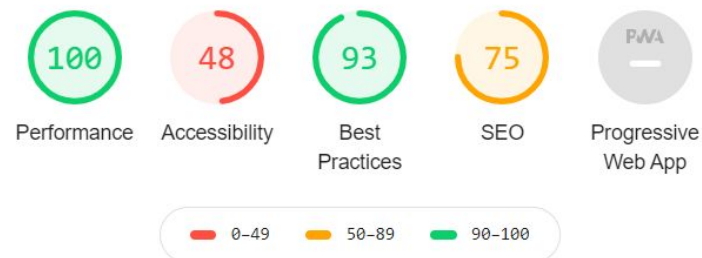 100
48
93
75
PWA
Performance
Accessibility
Best
Practices
SEO
Progressive
Web App
0–49
50–89
90–100